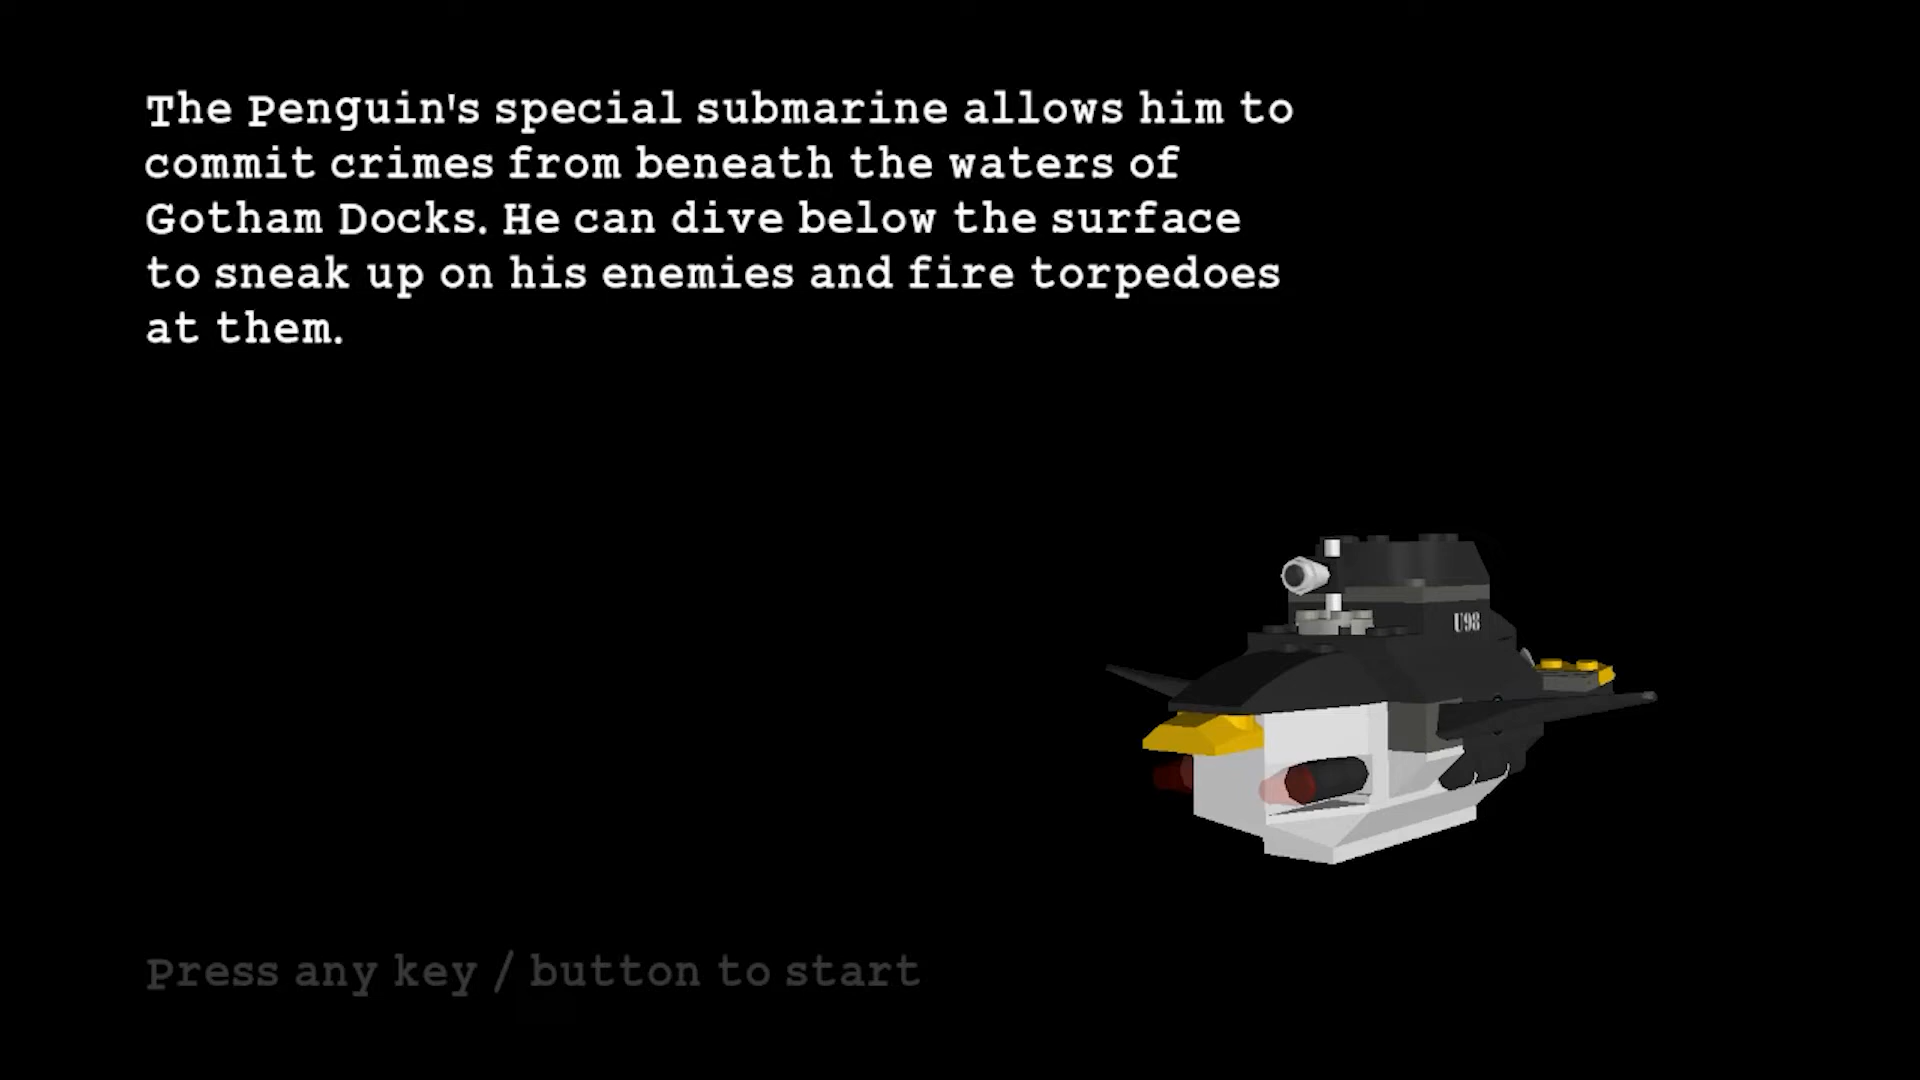 The Penguin's special submarine allows him to
commit crimes from beneath the waters of
Gotham Docks. He can dive below the surface
to sneak up on his enemies and fire torpedoes
at them.
U98
Press any key / button to start